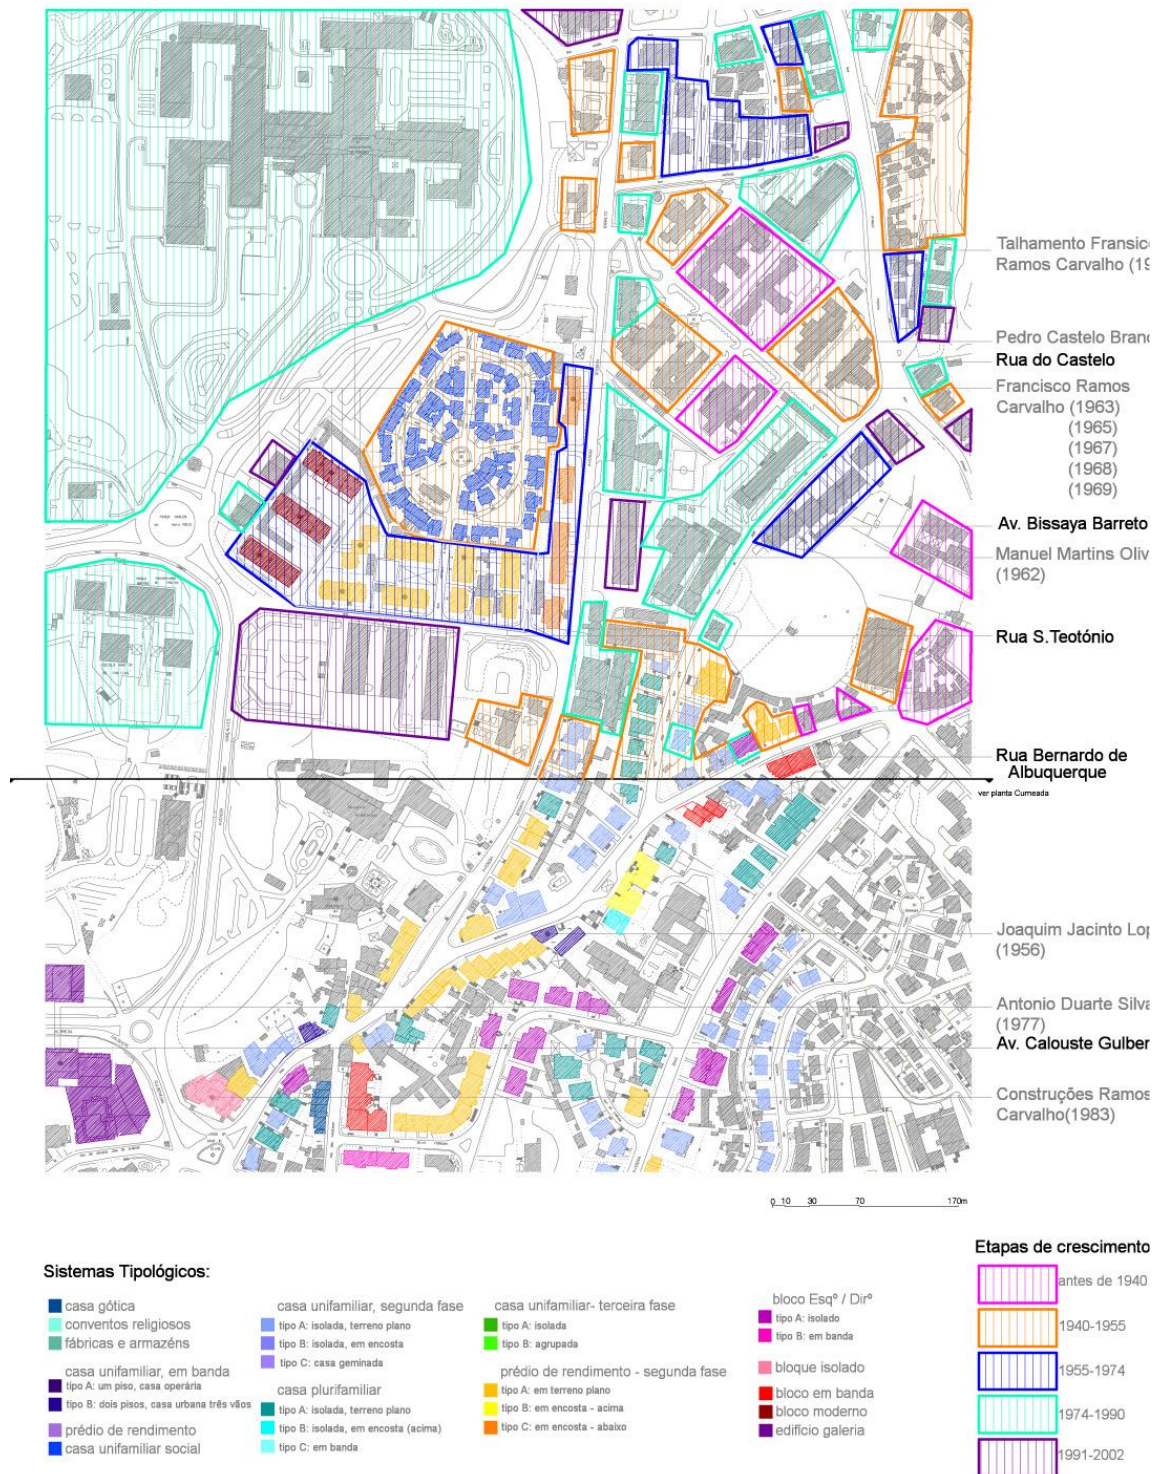 Talhamento Fransico
Ramos Carvalho (19
Pedro Castelo Branc
Rua do Castelo
Francisco Ramos
Carvalho (1963)
(1965)
(1967)
(1968)
(1969)
Av. Bissaya Barreto
Manuel Martins Oliv
(1962)
Rua S.Teotónio
Rua Bernardo de
Albuquerque
ver planta Cumeada
Joaquim Jacinto Lop
(1956)
Antonio Duarte Silva
(1977)
Av. Calouste Gulber
Construções Ramos
Carvalho(1983)
0 10 30 70 170m
Sistemas Tipológicos:
casa gótica
conventos religiosos
fábricas e armazéns
casa unifamiliar, em banda
tipo A: um piso, casa operária
tipo B: dois pisos, casa urbana três vãos
prédio de rendimento
casa unifamiliar social
casa unifamiliar, segunda fase
tipo A: isolada, terreno plano
tipo B: isolada, em encosta
tipo C: casa geminada
casa plurifamiliar
tipo A: isolada, terreno plano
tipo B: isolada, em encosta (acima)
tipo C: em banda
casa unifamiliar- terceira fase
tipo A: isolada
tipo B: agrupada
prédio de rendimento - segunda fase
tipo A: em terreno plano
tipo B: em encosta - acima
tipo C: em encosta - abaixo
bloco Esqº / Dirº
tipo A: isolado
tipo B: em banda
bloque isolado
bloco em banda
bloco moderno
edifício galeria
Etapas de crescimento
antes de 1940
1940-1955
1955-1974
1974-1990
1991-2002